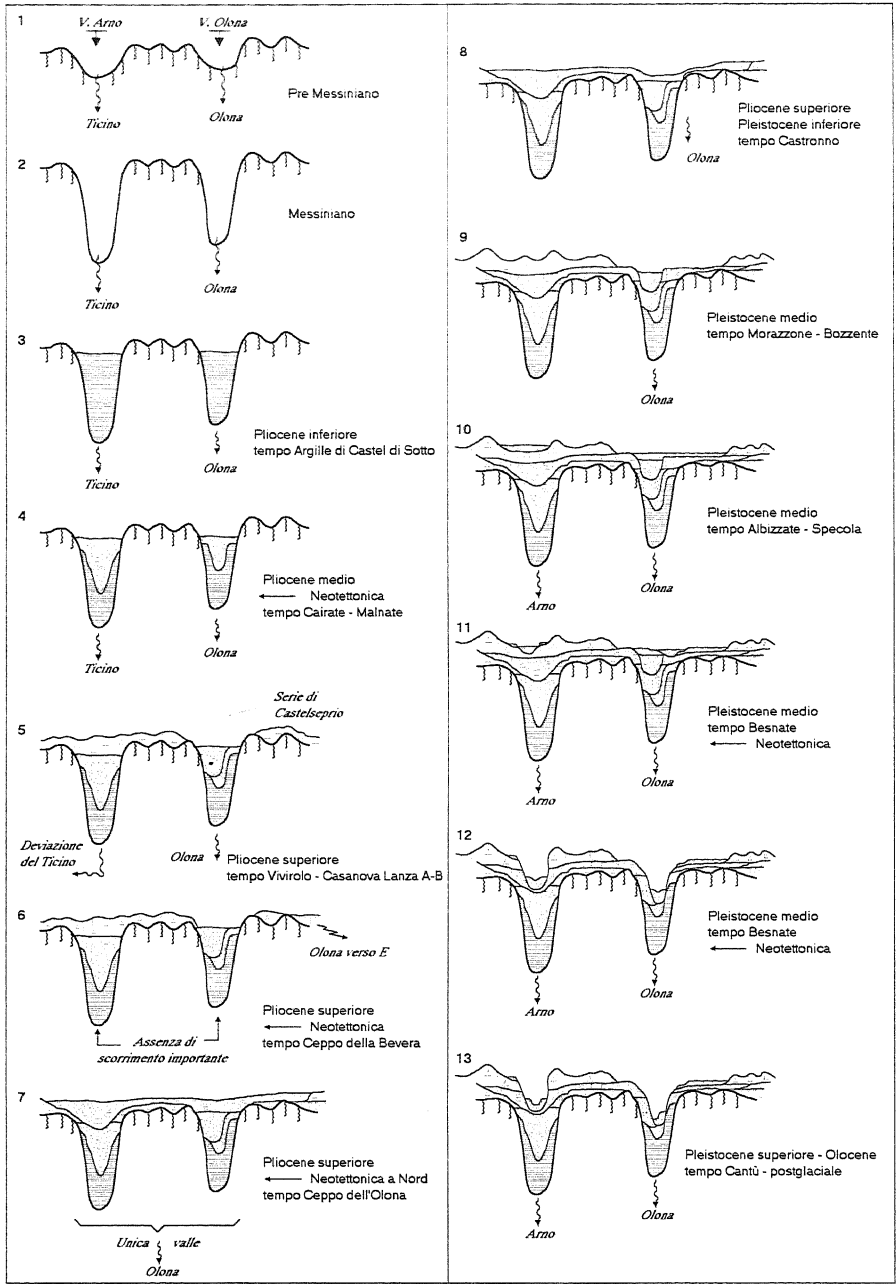 1
V. Arno
V. Olona
Pre Messiniano
Ticino
Olona
2
Messiniano
Ticino
Olona
3
Pliocene inferiore
tempo Argille di Castel di Sotto
Ticino
Olona
4
Pliocene medio
Neotettonica
tempo Cairate - Malnate
Ticino
Olona
5
Serie di
Castelseprio
Deviazione
del Ticino
Olona
Pliocene superiore
tempo Vivirolo - Casanova Lanza A-B
6
Olona verso E
Pliocene superiore
Neotettonica
tempo Ceppo della Bevera
Assenza di
scorrimento importante
7
Pliocene superiore
Neotettonica a Nord
tempo Ceppo dell'Olona
Unica valle
Olona
8
Pliocene superiore
Pleistocene inferiore
tempo Castronno
Olona
9
Pleistocene medio
tempo Morazzone - Bozzente
Olona
10
Pleistocene medio
tempo Albizzate - Specola
Arno
Olona
11
Pleistocene medio
tempo Besnate
Neotettonica
Arno
Olona
12
Pleistocene medio
tempo Besnate
Neotettonica
Arno
Olona
13
Pleistocene superiore - Olocene
tempo Cantù - postglaciale
Arno
Olona